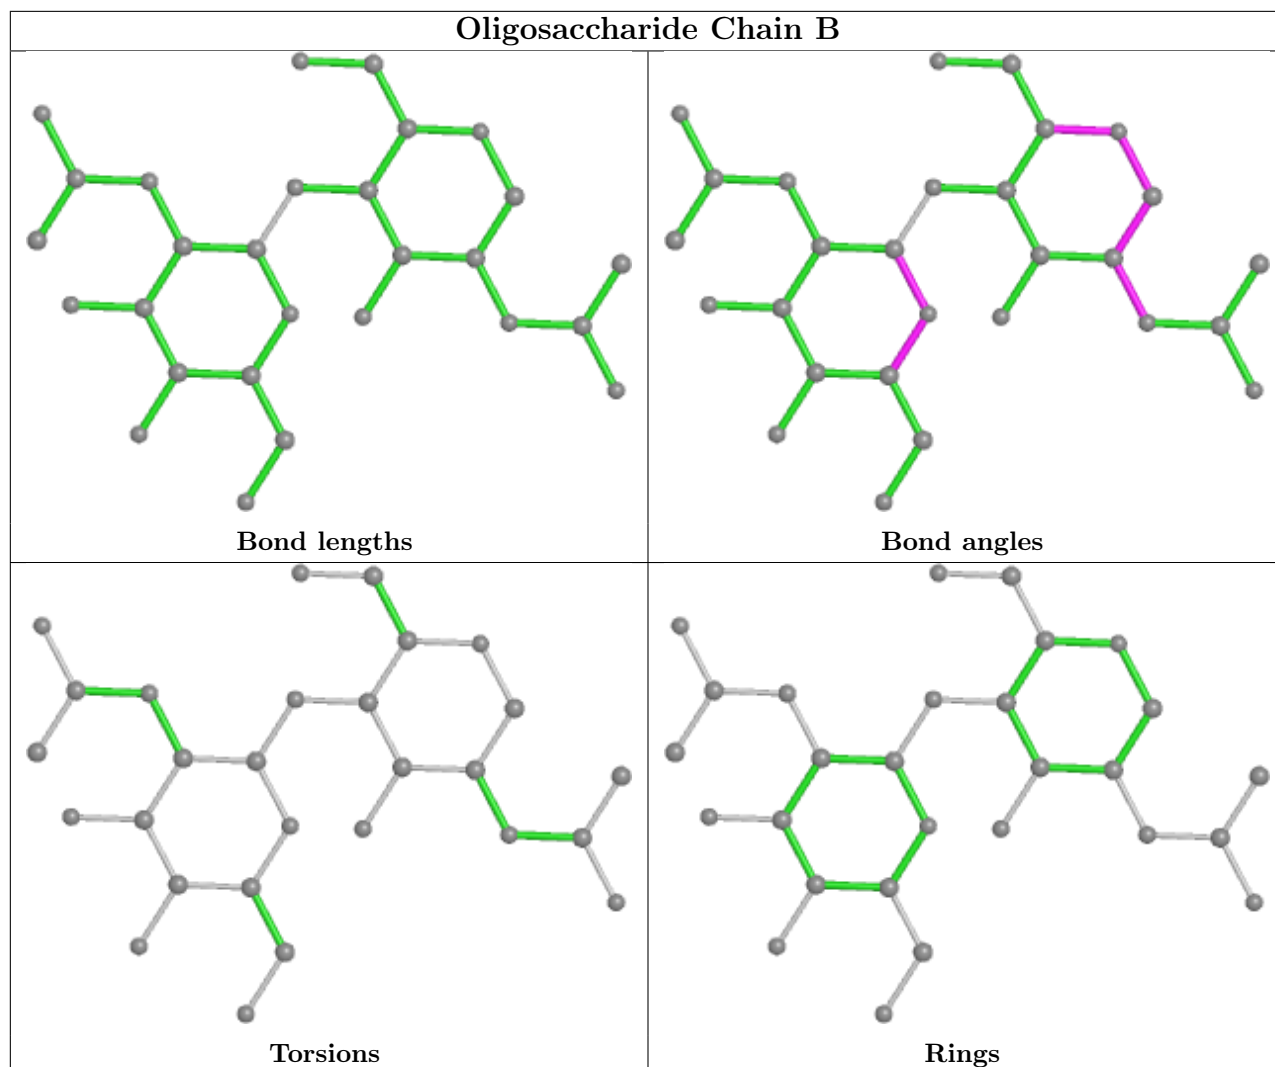 Oligosaccharide Chain B
Bond lengths
Bond angles
Torsions
Rings